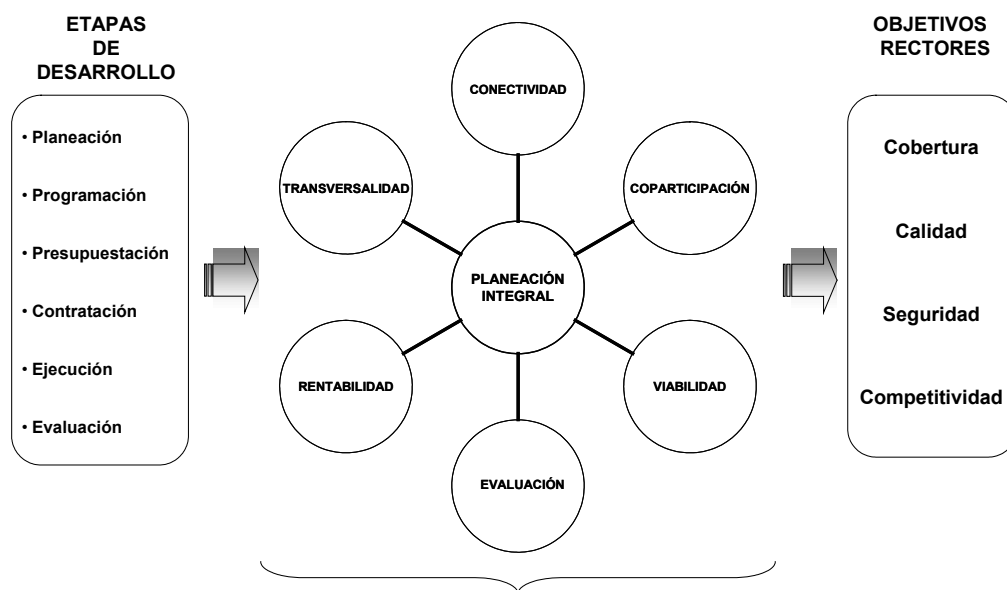 ETAPAS
DE
DESARROLLO
• Planeación
• Programación
• Presupuestación
• Contratación
• Ejecución
• Evaluación
CONECTIVIDAD
TRANSVERSALIDAD
COPARTICIPACIÓN
PLANEACIÓN
INTEGRAL
RENTABILIDAD
VIABILIDAD
EVALUACIÓN
OBJETIVOS
RECTORES
Cobertura
Calidad
Seguridad
Competitividad